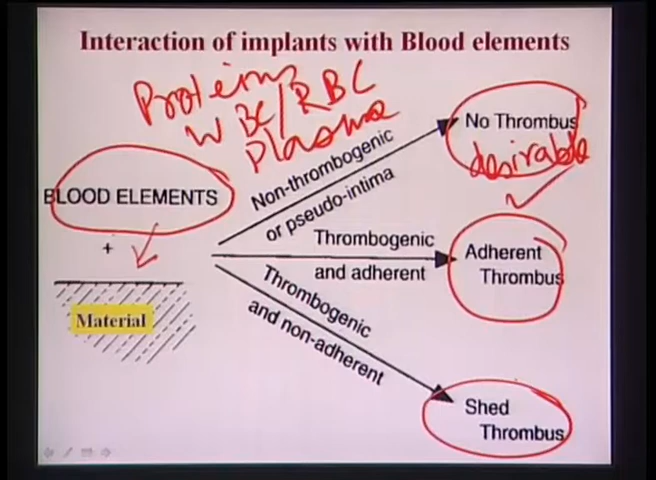 Interaction of implants with Blood elements
Proteins
WBC/RBC
Plasma
No Thrombus
desirable
Non-thrombogenic
or pseudo-intima
BLOOD ELEMENTS
+
Thrombogenic
and adherent
Adherent
Thrombus
Material
Thrombogenic
and non-adherent
Shed
Thrombus